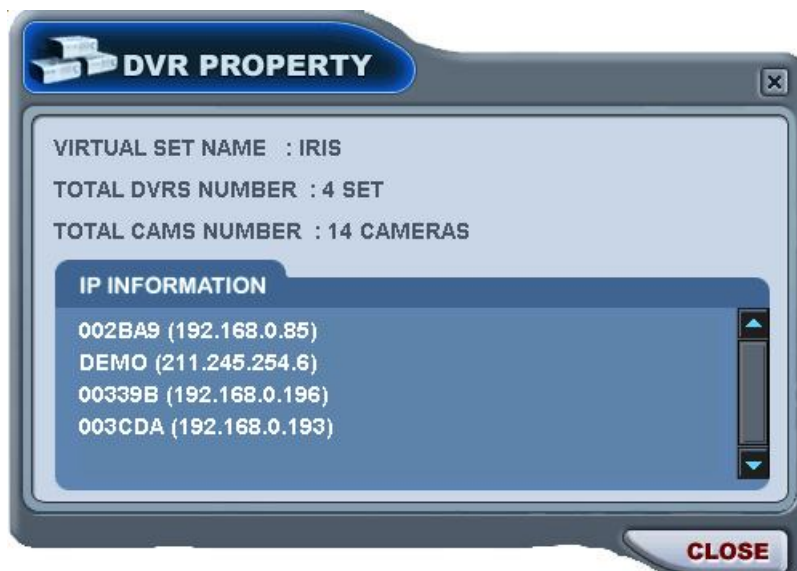 DVR PROPERTY
VIRTUAL SET NAME : IRIS
TOTAL DVRS NUMBER : 4 SET
TOTAL CAMS NUMBER : 14 CAMERAS
IP INFORMATION
002BA9 (192.168.0.85)
DEMO (211.245.254.6)
00339B (192.168.0.196)
003CDA (192.168.0.193)
CLOSE